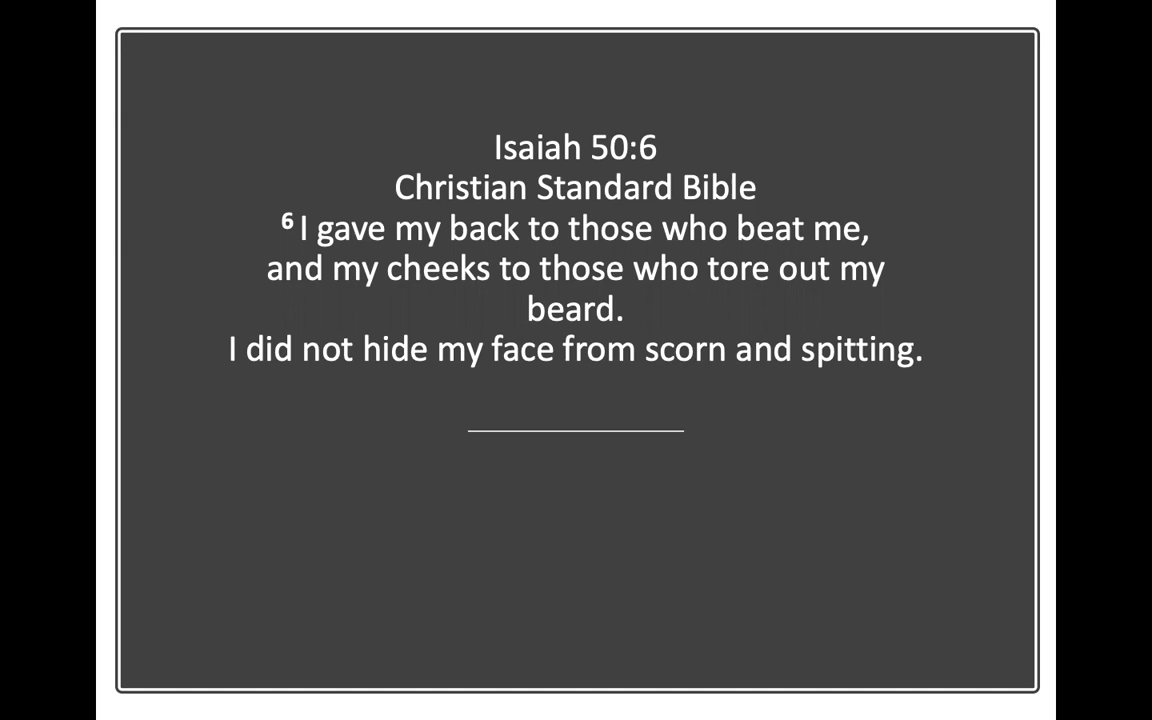 Isaiah 50:6
Christian Standard Bible
6 I gave my back to those who beat me,
and my cheeks to those who tore out my
beard.
I did not hide my face from scorn and spitting.